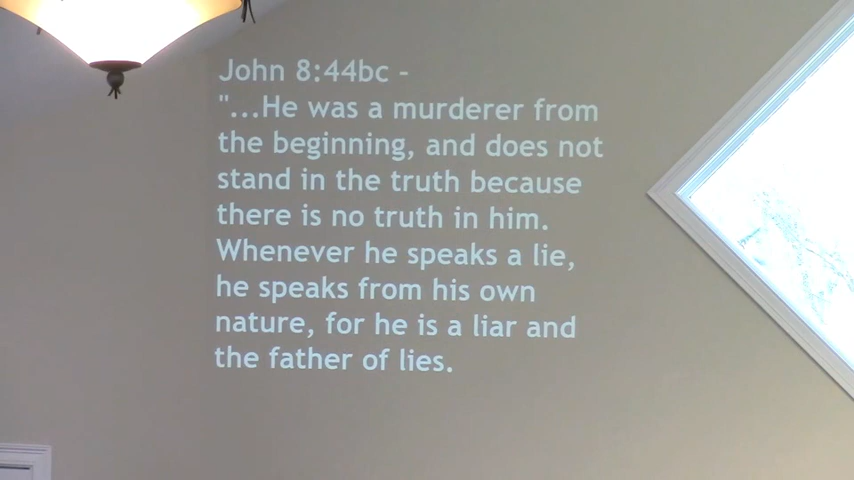 John 8:44bc -
"...He was a murderer from
the beginning, and does not
stand in the truth because
there is no truth in him.
Whenever he speaks a lie,
he speaks from his own
nature, for he is a liar and
the father of lies.